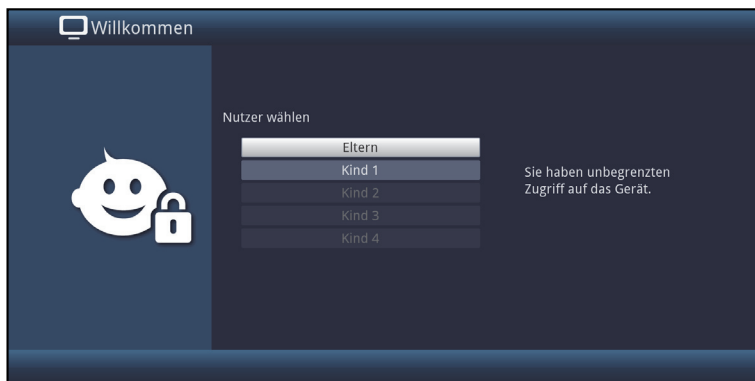 Willkommen
Nutzer wählen
Eltern
Kind 1
Kind 2
Kind 3
Kind 4
Sie haben unbegrenzten
Zugriff auf das Gerät.